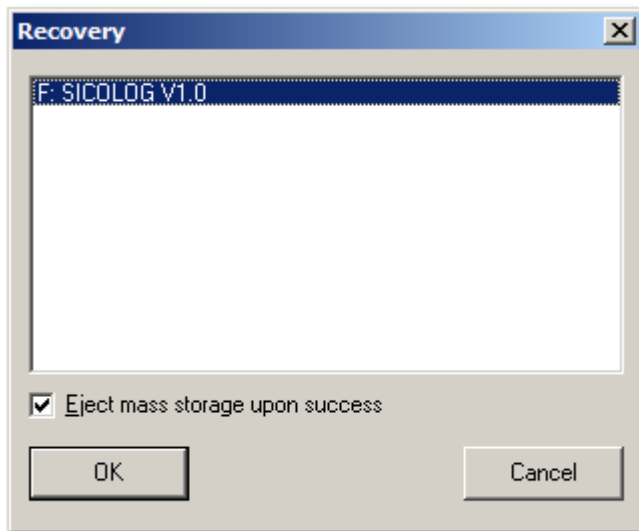 Recovery
F: SICOLOG V1.0
Eject mass storage upon success
OK
Cancel